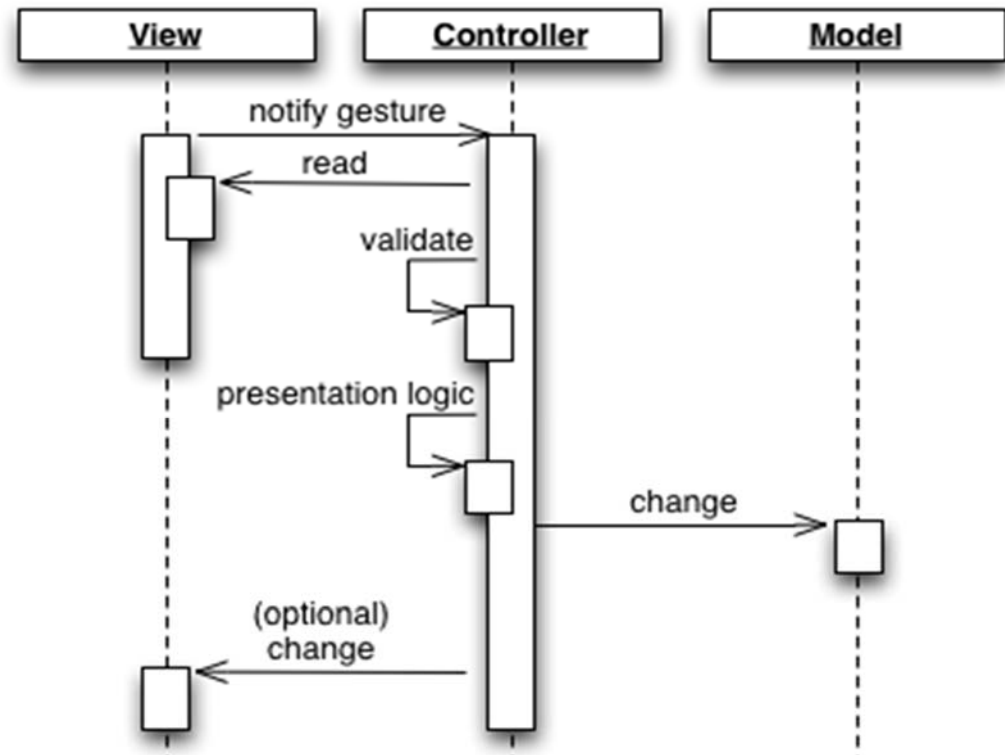 View
Controller
Model
notify gesture
read
validate
presentation logic
change
(optional)
change